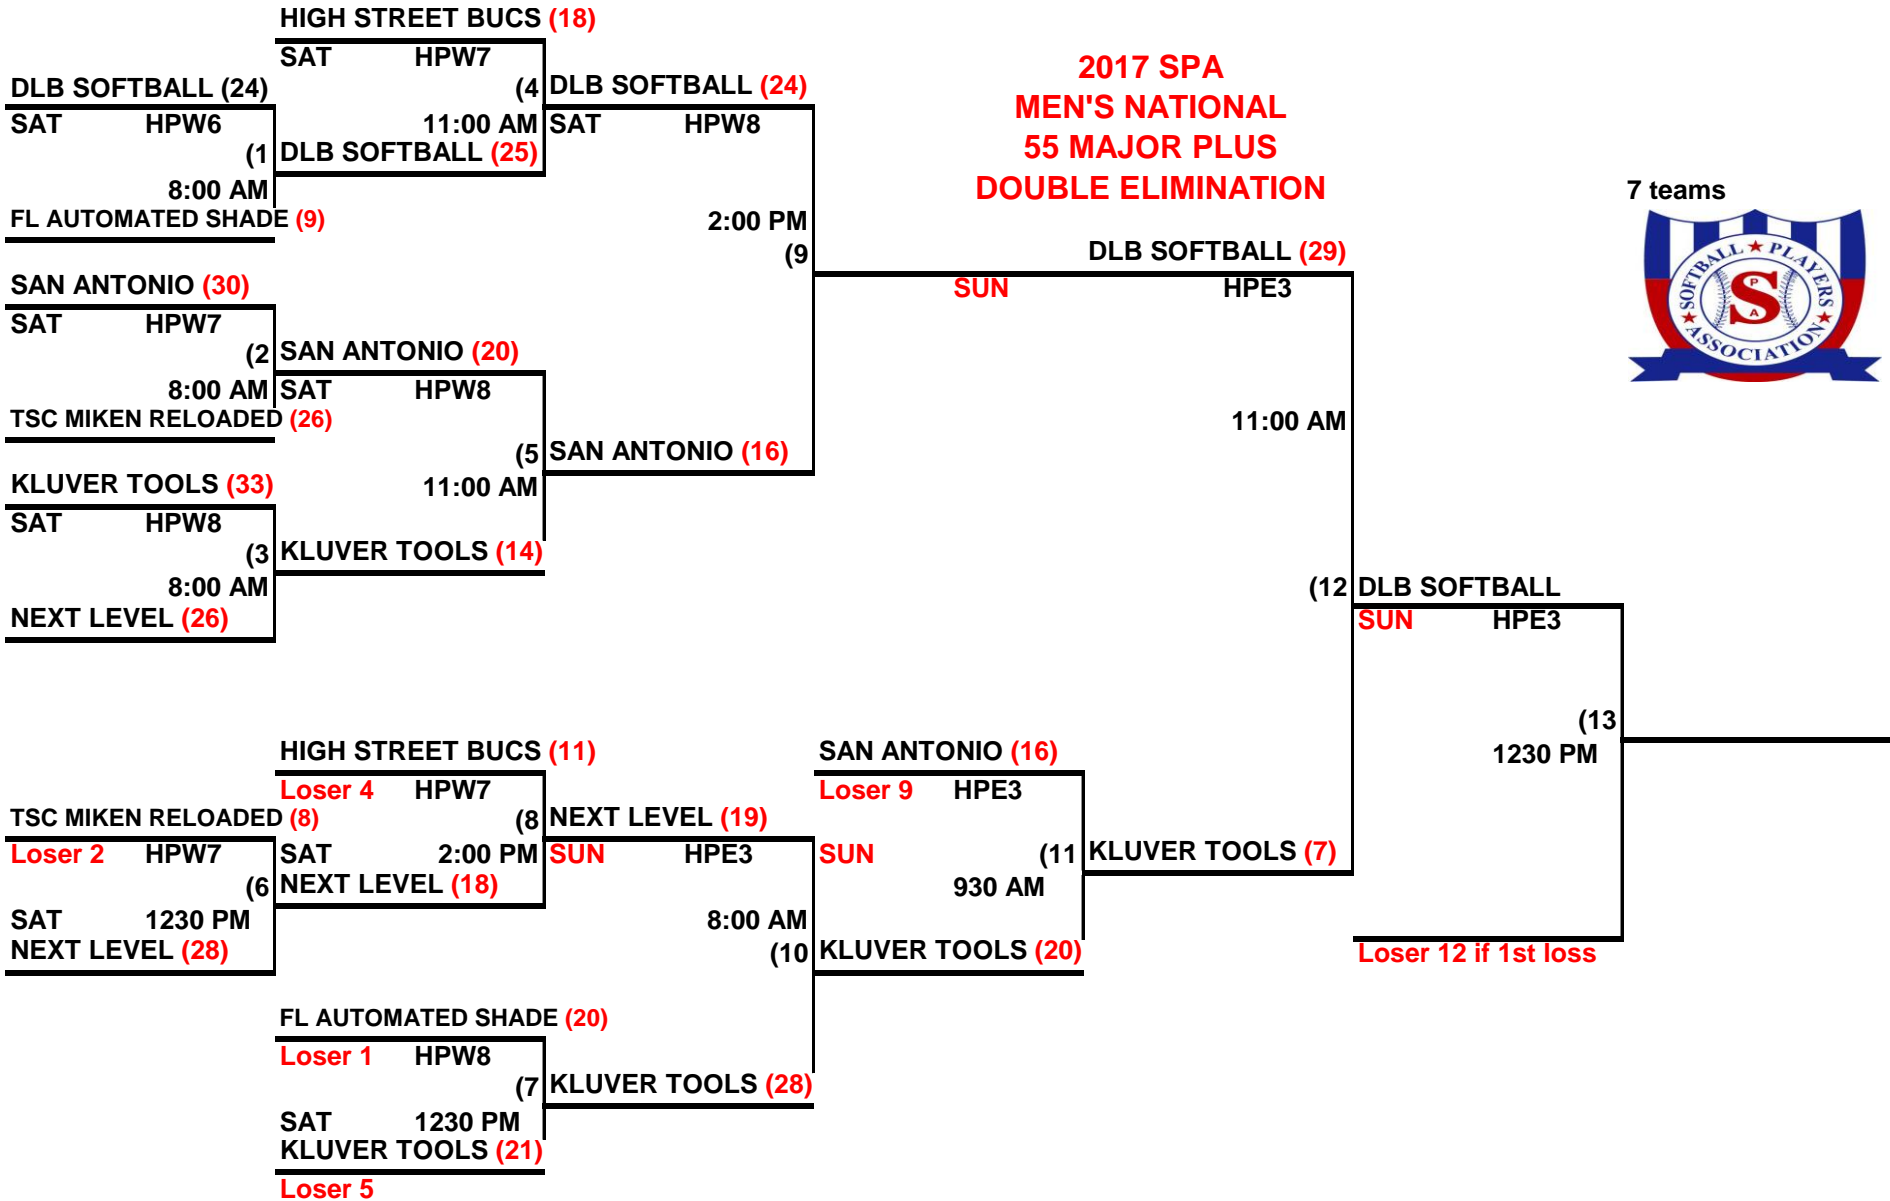 HIGH STREET BUCS (18)
SAT HPW7
2017 SPA
MEN'S NATIONAL
55 MAJOR PLUS
DOUBLE ELIMINATION
DLB SOFTBALL (24)
(4 DLB SOFTBALL (24)
SAT HPW6
11:00 AM SAT HPW8
(1 DLB SOFTBALL (25)
8:00 AM
7 teams
FL AUTOMATED SHADE (9)
2:00 PM
(9
DLB SOFTBALL (29)
SOFTBALL ★ PLAYERS
★ ASSOCIATION ★
P
S
A
SAN ANTONIO (30)
SUN HPE3
SAT HPW7
(2 SAN ANTONIO (20)
8:00 AM SAT HPW8
TSC MIKEN RELOADED (26)
11:00 AM
(5 SAN ANTONIO (16)
KLUVER TOOLS (33)
11:00 AM
SAT HPW8
(3 KLUVER TOOLS (14)
8:00 AM
(12 DLB SOFTBALL
NEXT LEVEL (26)
SUN HPE3
(13
1230 PM
HIGH STREET BUCS (11)
SAN ANTONIO (16)
Loser 4 HPW7
Loser 9 HPE3
TSC MIKEN RELOADED (8)
(8 NEXT LEVEL (19)
Loser 2 HPW7
SAT 2:00 PM SUN HPE3
SUN (11 KLUVER TOOLS (7)
(6 NEXT LEVEL (18)
930 AM
SAT 1230 PM
8:00 AM
NEXT LEVEL (28)
(10 KLUVER TOOLS (20)
Loser 12 if 1st loss
FL AUTOMATED SHADE (20)
Loser 1 HPW8
(7 KLUVER TOOLS (28)
SAT 1230 PM
KLUVER TOOLS (21)
Loser 5